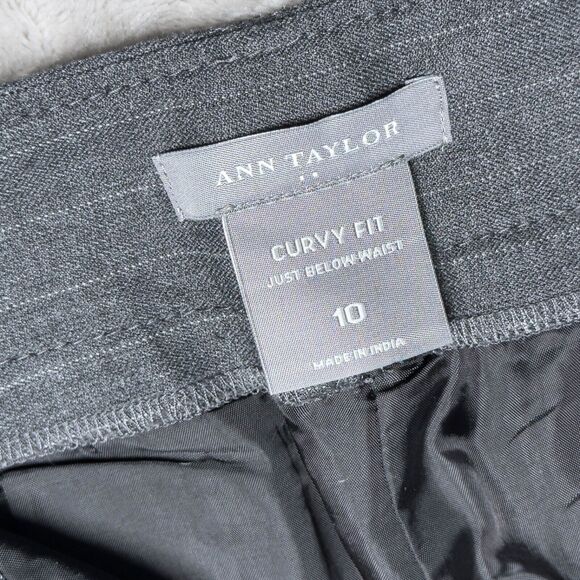 ANN TAYLOR
CURVY FIT
JUST BELOW WAIST
10
MADE IN INDIA